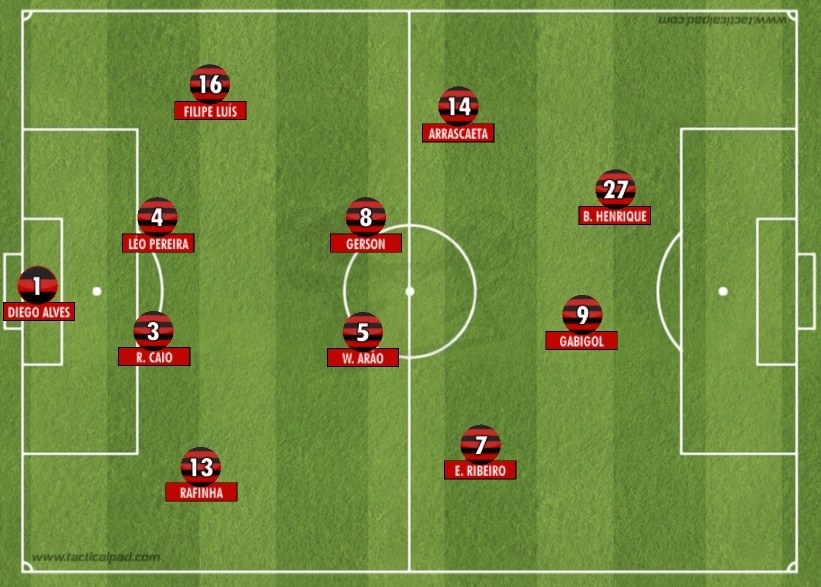 www.tacticalpad.com
16
FILIPE LUÍS
14
ARRASCAETA
27
B. HENRIQUE
4
LÉO PEREIRA
8
GERSON
1
DIEGO ALVES
9
GABIGOL
3
R. CAIO
5
W. ARÃO
7
E. RIBEIRO
13
RAFINHA
www.tacticalpad.com